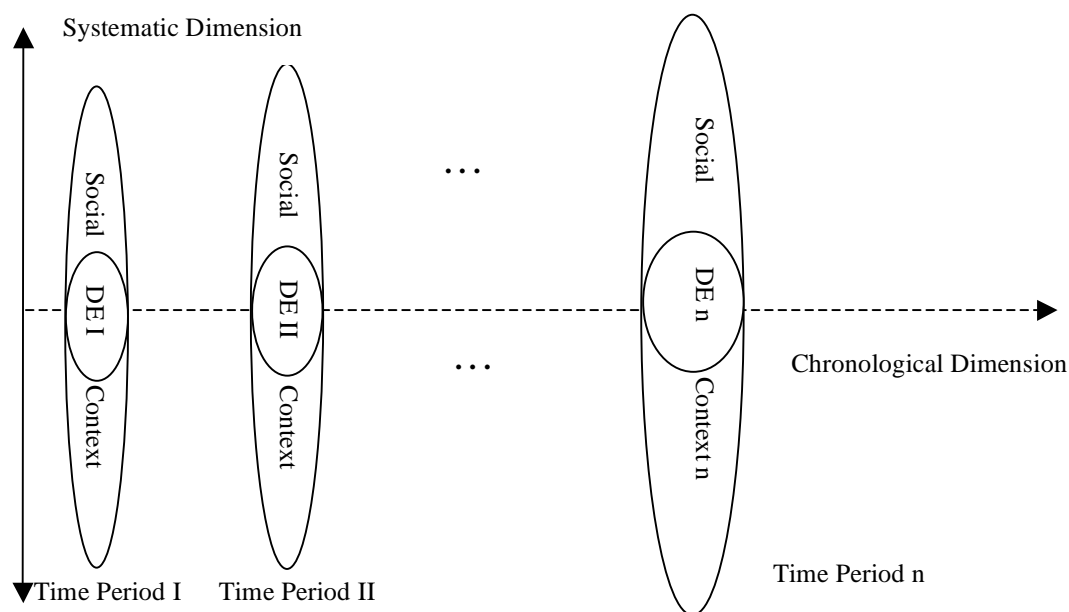 Systematic Dimension
Social
DE I
Context
Social
DE II
Context
…
…
Social
DE n
Context n
Chronological Dimension
Time Period I
Time Period II
Time Period n